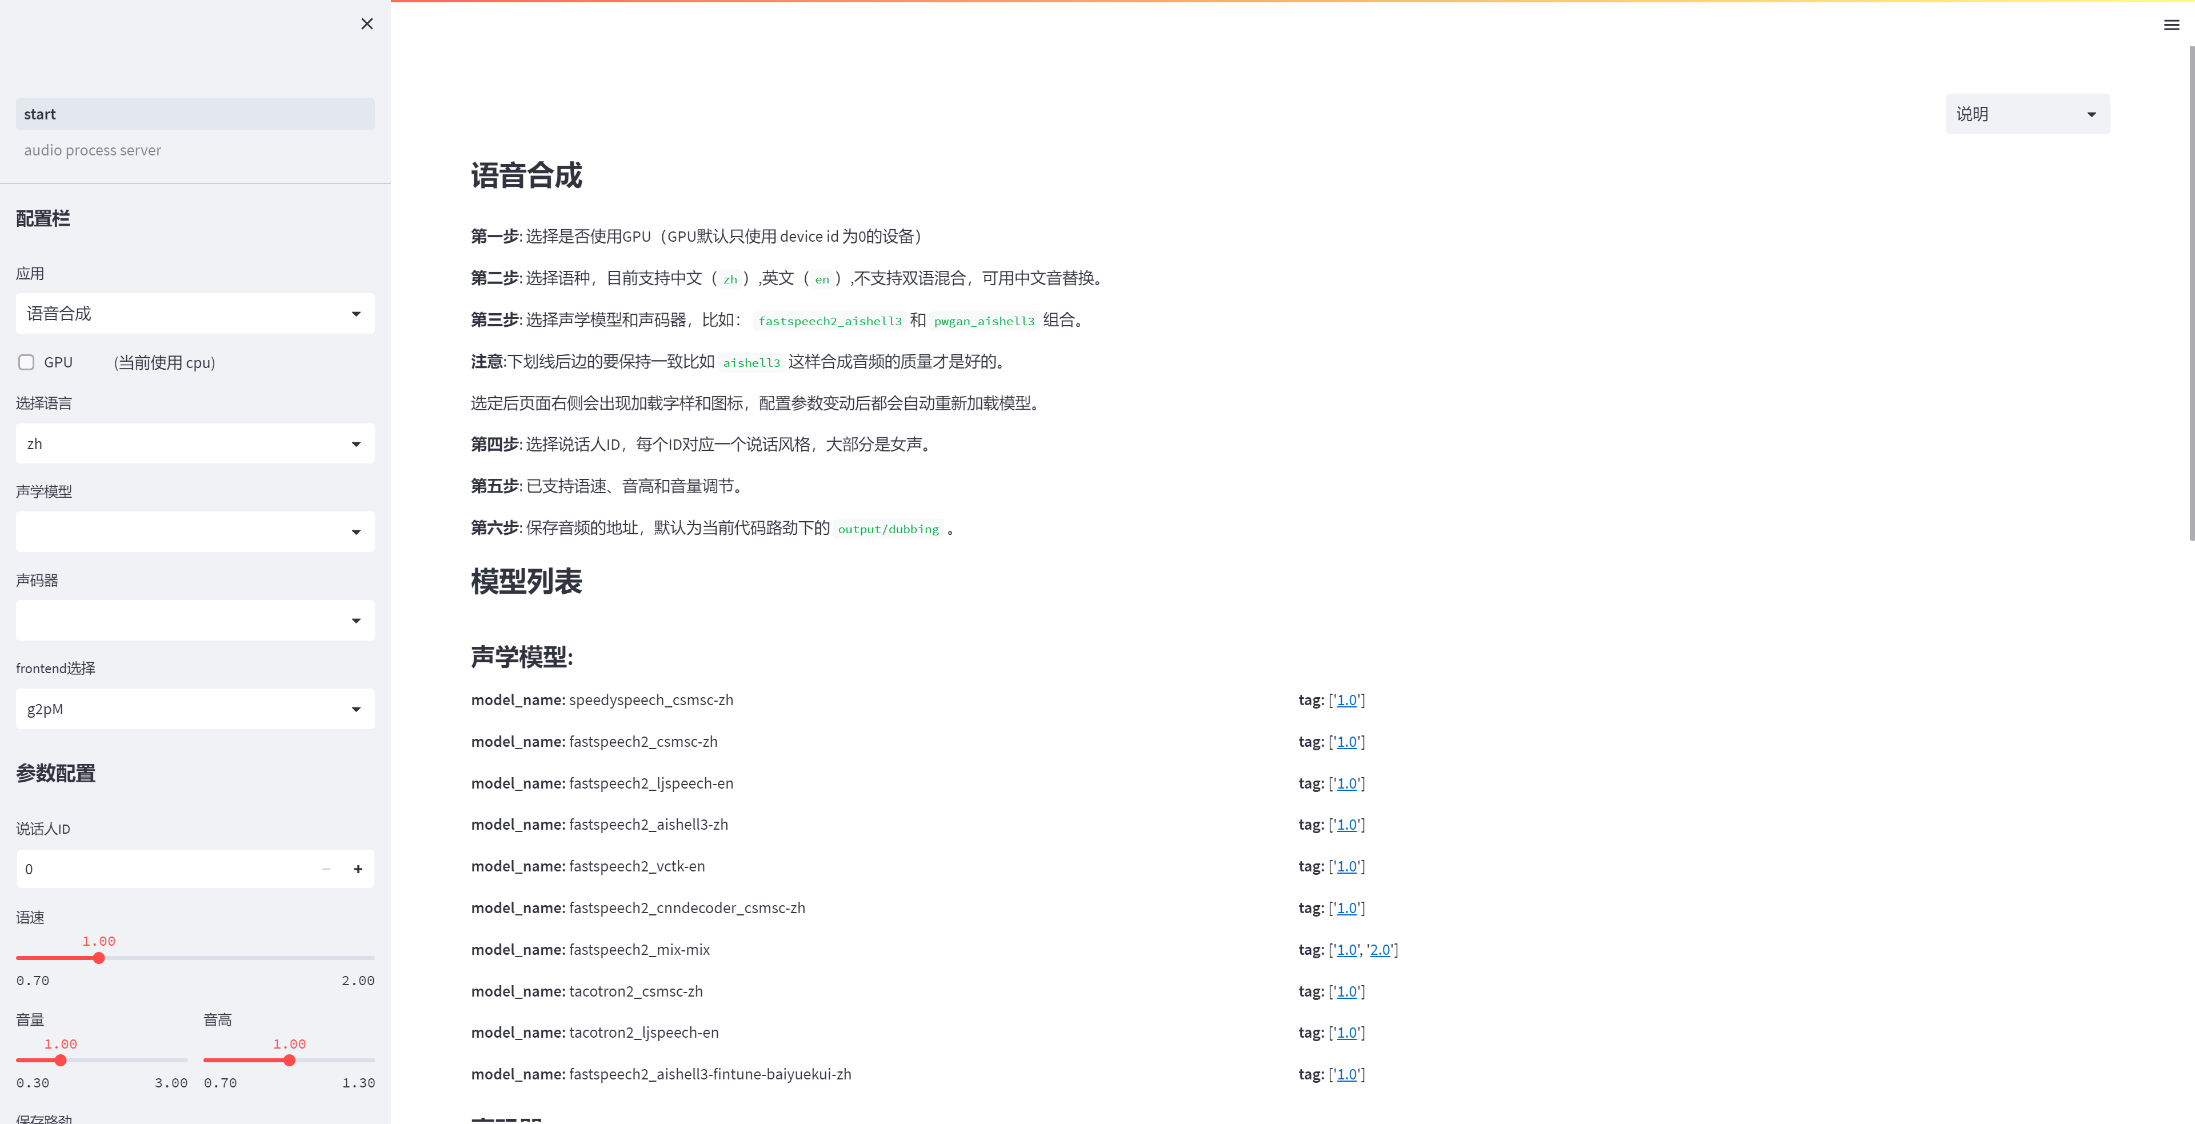 start
audio process server
配置栏
应用
语音合成
GPU
(当前使用 cpu)
选择语言
zh
声学模型
声码器
frontend选择
g2pM
参数配置
说话人ID
0
语速
1.00
0.70 2.00
音量 音高
1.00 1.00
0.30 3.00 0.70 1.30
保存路劲
说明
语音合成
第一步: 选择是否使用GPU（GPU默认只使用 device id 为0的设备）
第二步: 选择语种，目前支持中文（ zh ）,英文（ en ）,不支持双语混合，可用中文音替换。
第三步: 选择声学模型和声码器，比如： fastspeech2_aishell3 和 pwgan_aishell3 组合。
注意:下划线后边的要保持一致比如 aishell3 这样合成音频的质量才是好的。
选定后页面右侧会出现加载字样和图标，配置参数变动后都会自动重新加载模型。
第四步: 选择说话人ID，每个ID对应一个说话风格，大部分是女声。
第五步: 已支持语速、音高和音量调节。
第六步: 保存音频的地址，默认为当前代码路劲下的 output/dubbing 。
模型列表
声学模型:
model_name: speedyspeech_csmsc-zh tag: ['1.0']
model_name: fastspeech2_csmsc-zh tag: ['1.0']
model_name: fastspeech2_ljspeech-en tag: ['1.0']
model_name: fastspeech2_aishell3-zh tag: ['1.0']
model_name: fastspeech2_vctk-en tag: ['1.0']
model_name: fastspeech2_cnndecoder_csmsc-zh tag: ['1.0']
model_name: fastspeech2_mix-mix tag: ['1.0', '2.0']
model_name: tacotron2_csmsc-zh tag: ['1.0']
model_name: tacotron2_ljspeech-en tag: ['1.0']
model_name: fastspeech2_aishell3-fintune-baiyuekui-zh tag: ['1.0']